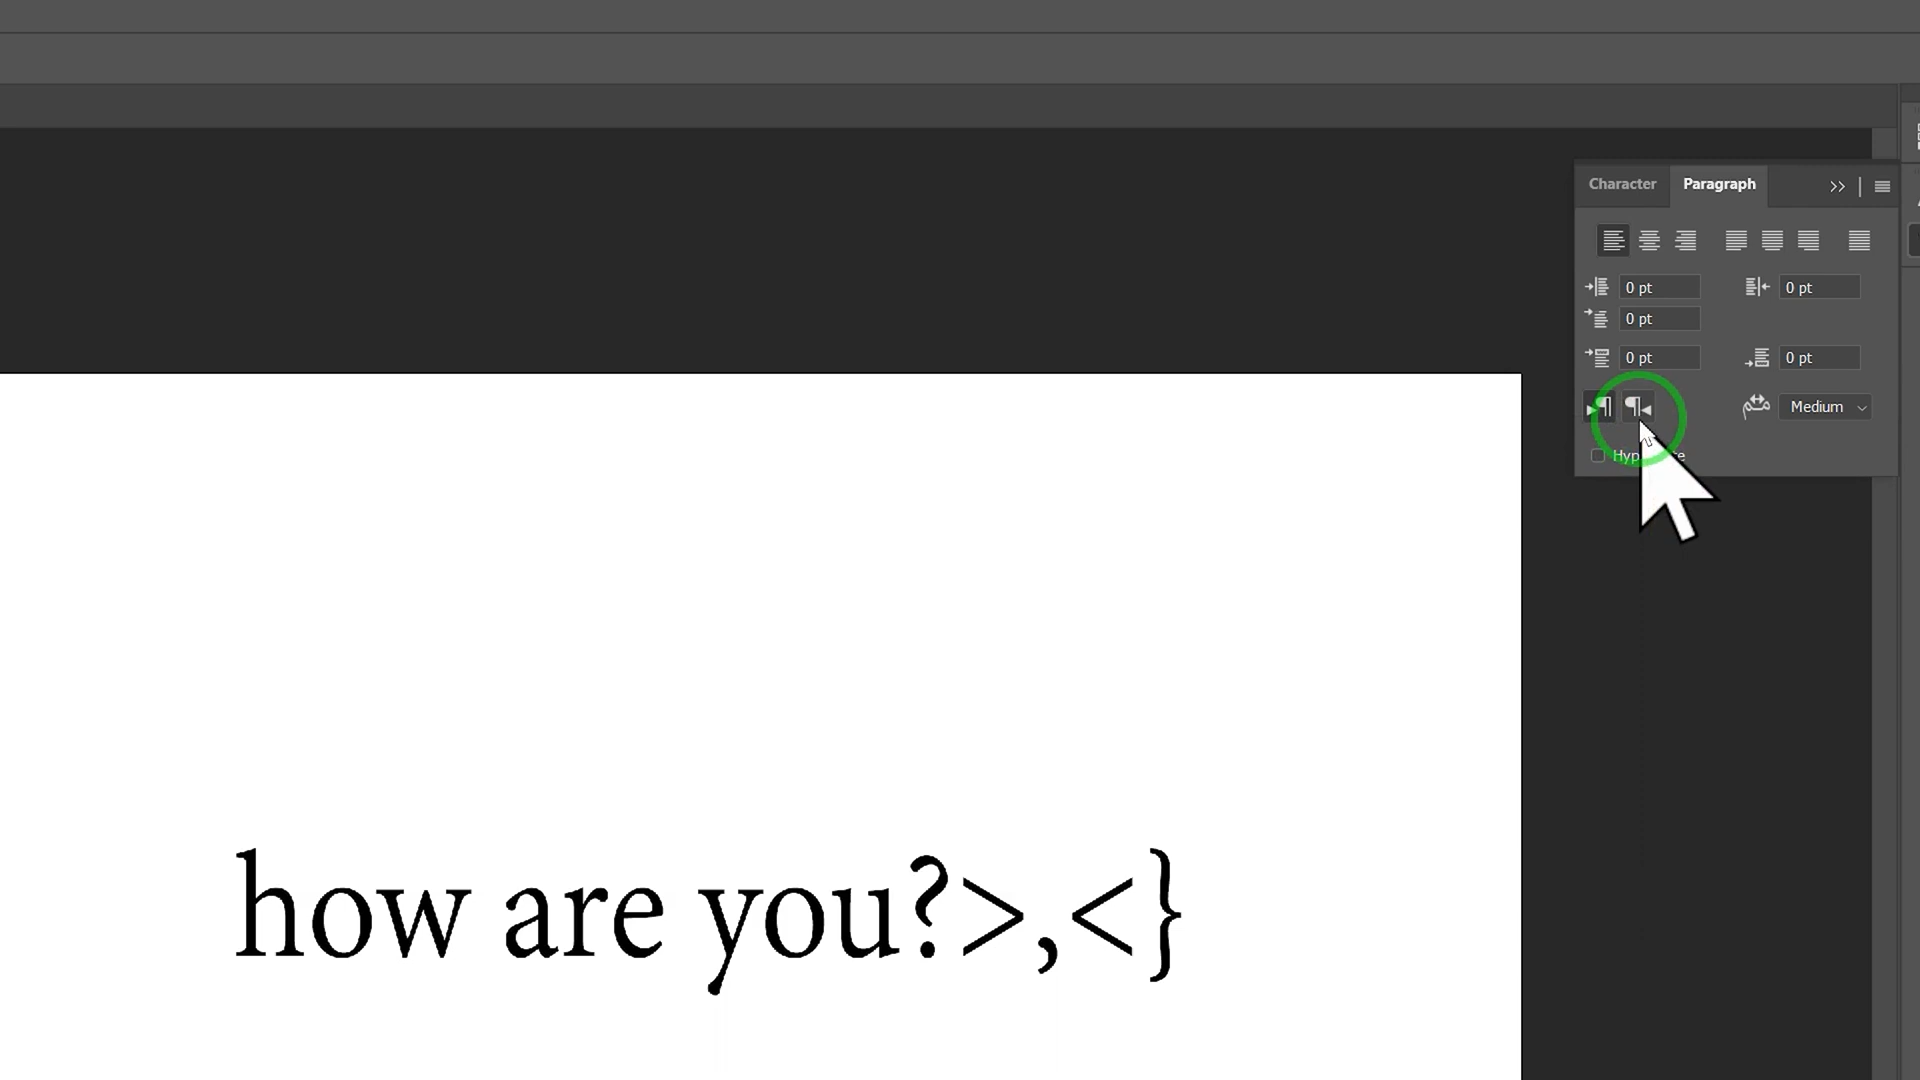 Character Paragraph
0 pt 0 pt
0 pt
0 pt 0 pt
Medium
how are you?>,<}